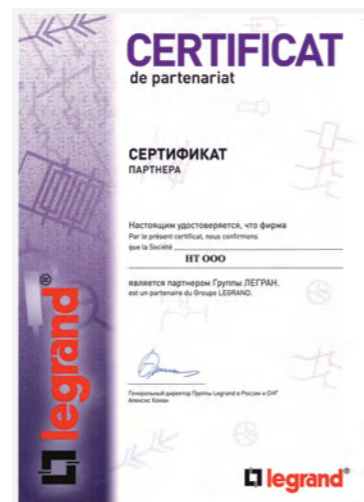 CERTIFICAT
de partenariat
СЕРТИФИКАТ
ПАРТНЕРА
Настоящим удостоверяется, что фирма
Par le présent certificat, nous confirmons
que la Société
НТ ООО
является партнером Группы ЛЕГРАН.
est un partenaire du Groupe LEGRAND.
Генеральный директор Группы Legrand в России и СНГ
Алексис Конан
legrand®
legrand®